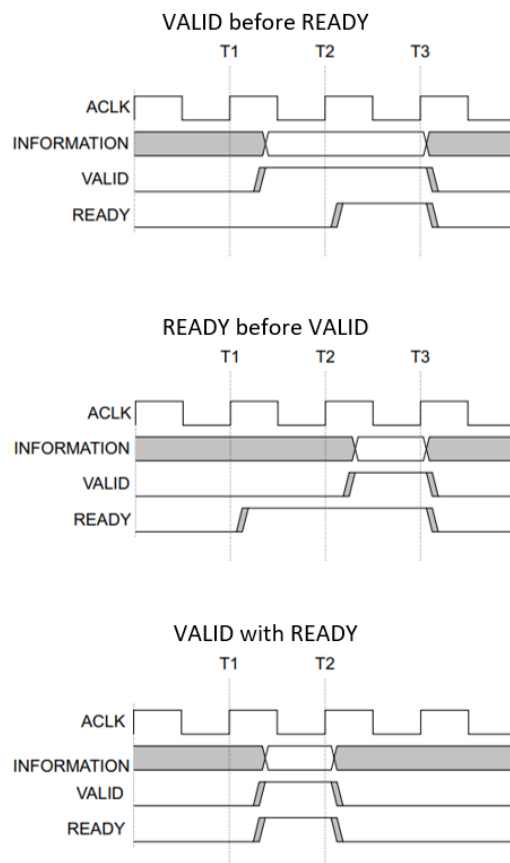 VALID before READY
T1 T2 T3
ACLK
INFORMATION
VALID
READY
READY before VALID
T1 T2 T3
ACLK
INFORMATION
VALID
READY
VALID with READY
T1 T2
ACLK
INFORMATION
VALID
READY